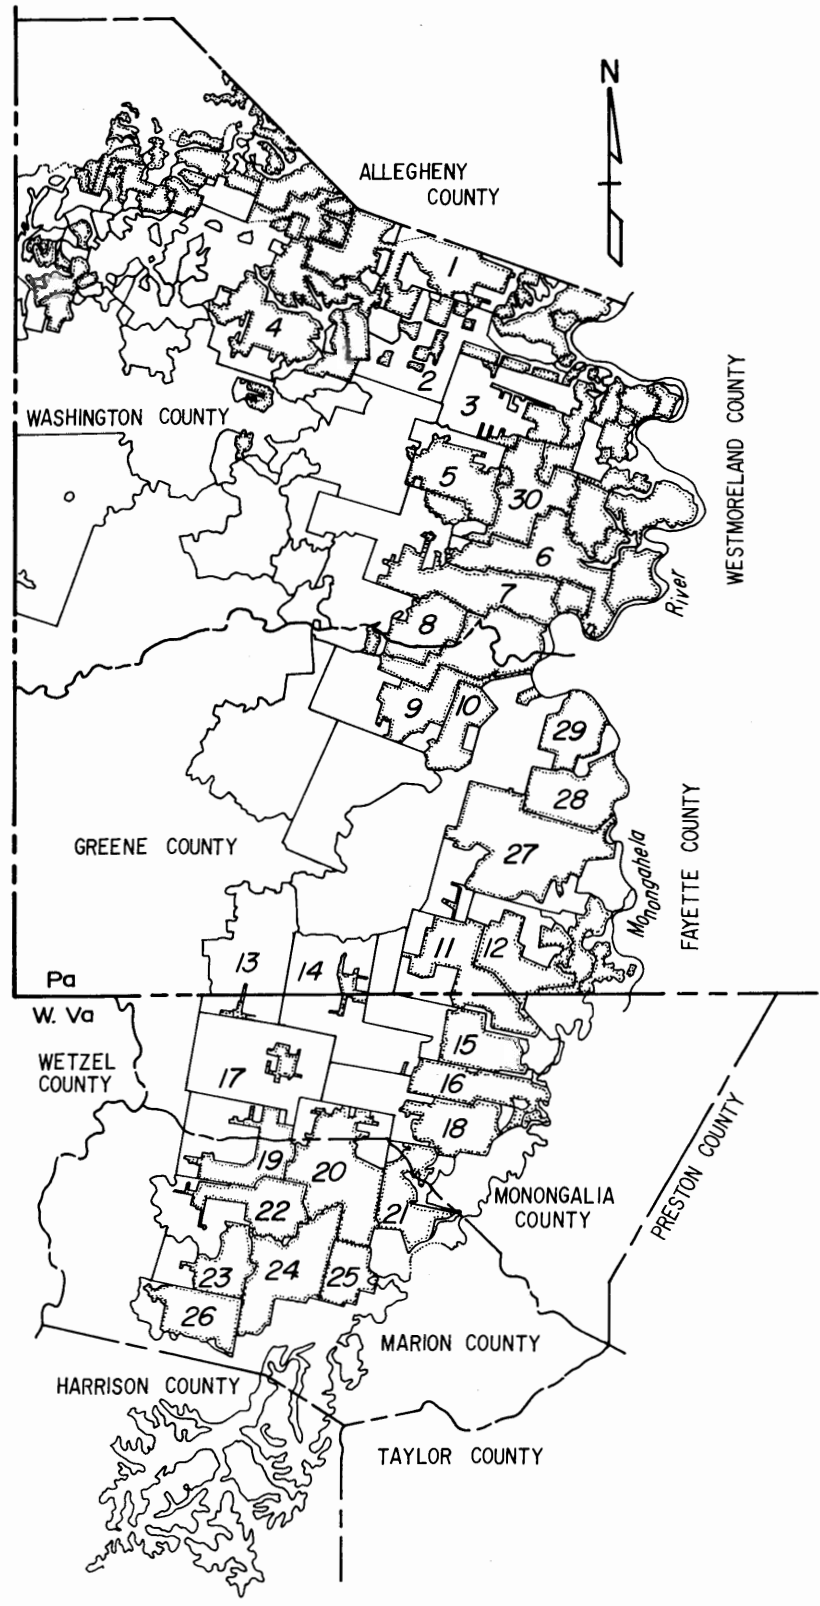 N
ALLEGHENY
COUNTY
1
4
2
WASHINGTON COUNTY
3
WESTMORELAND COUNTY
5
30
6
7
River
8
9
10
29
28
GREENE COUNTY
27
FAYETTE COUNTY
Monongahela
11
12
13
14
Pa
W. Va
15
WETZEL
COUNTY
17
16
18
PRESTON COUNTY
19
20
MONONGALIA
COUNTY
22
21
23
24
25
26
MARION COUNTY
HARRISON COUNTY
TAYLOR COUNTY